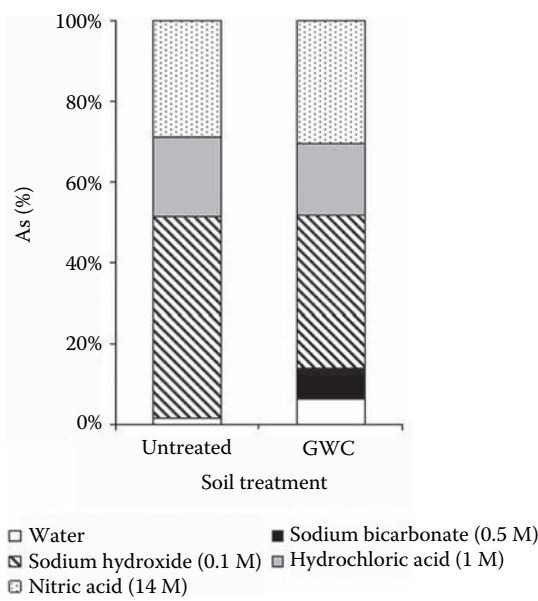 100%
80%
60%
40%
20%
0%
As (%)
Untreated
GWC
Soil treatment
Water
Sodium bicarbonate (0.5 M)
Sodium hydroxide (0.1 M)
Hydrochloric acid (1 M)
Nitric acid (14 M)